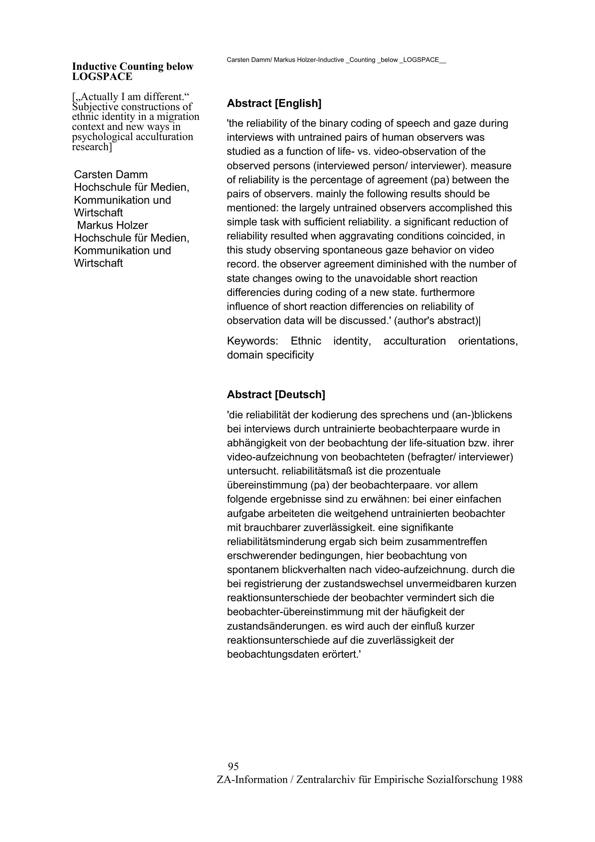 Carsten Damm/ Markus Holzer-Inductive _Counting _below _LOGSPACE__
Inductive Counting below
LOGSPACE
[„Actually I am different.“
Subjective constructions of
ethnic identity in a migration
context and new ways in
psychological acculturation
research]
Carsten Damm
Hochschule für Medien,
Kommunikation und
Wirtschaft
Markus Holzer
Hochschule für Medien,
Kommunikation und
Wirtschaft
Abstract [English]
'the reliability of the binary coding of speech and gaze during
interviews with untrained pairs of human observers was
studied as a function of life- vs. video-observation of the
observed persons (interviewed person/ interviewer). measure
of reliability is the percentage of agreement (pa) between the
pairs of observers. mainly the following results should be
mentioned: the largely untrained observers accomplished this
simple task with sufficient reliability. a significant reduction of
reliability resulted when aggravating conditions coincided, in
this study observing spontaneous gaze behavior on video
record. the observer agreement diminished with the number of
state changes owing to the unavoidable short reaction
differencies during coding of a new state. furthermore
influence of short reaction differencies on reliability of
observation data will be discussed.' (author's abstract)|
Keywords: Ethnic identity, acculturation orientations,
domain specificity
Abstract [Deutsch]
'die reliabilität der kodierung des sprechens und (an-)blickens
bei interviews durch untrainierte beobachterpaare wurde in
abhängigkeit von der beobachtung der life-situation bzw. ihrer
video-aufzeichnung von beobachteten (befragter/ interviewer)
untersucht. reliabilitätsmaß ist die prozentuale
übereinstimmung (pa) der beobachterpaare. vor allem
folgende ergebnisse sind zu erwähnen: bei einer einfachen
aufgabe arbeiteten die weitgehend untrainierten beobachter
mit brauchbarer zuverlässigkeit. eine signifikante
reliabilitätsminderung ergab sich beim zusammentreffen
erschwerender bedingungen, hier beobachtung von
spontanem blickverhalten nach video-aufzeichnung. durch die
bei registrierung der zustandswechsel unvermeidbaren kurzen
reaktionsunterschiede der beobachter vermindert sich die
beobachter-übereinstimmung mit der häufigkeit der
zustandsänderungen. es wird auch der einfluß kurzer
reaktionsunterschiede auf die zuverlässigkeit der
beobachtungsdaten erörtert.'
95
ZA-Information / Zentralarchiv für Empirische Sozialforschung 1988